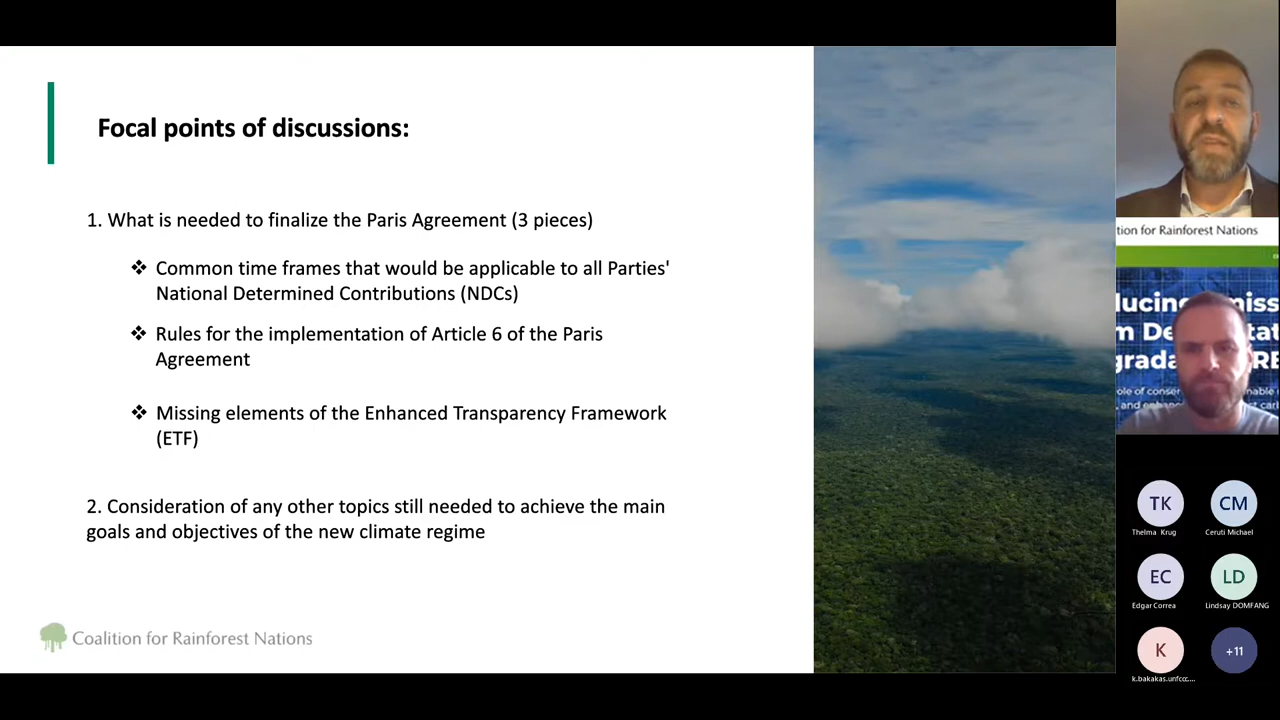 Focal points of discussions:
1. What is needed to finalize the Paris Agreement (3 pieces)
❖ Common time frames that would be applicable to all Parties'
National Determined Contributions (NDCs)
❖ Rules for the implementation of Article 6 of the Paris
Agreement
❖ Missing elements of the Enhanced Transparency Framework
(ETF)
2. Consideration of any other topics still needed to achieve the main
goals and objectives of the new climate regime
Coalition for Rainforest Nations
tion for Rainforest Nations
TK
CM
Thelma Krug
Ceruti Michael
EC
LD
Edgar Correa
Lindsay DOMFANG
K
+11
k.bakakas.unfccc....